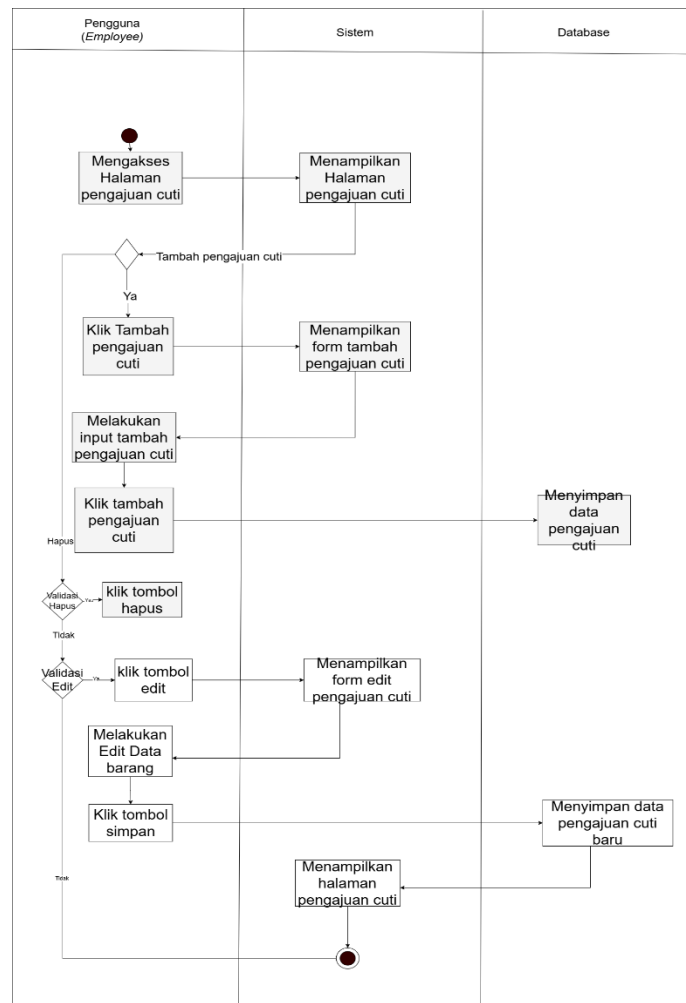 Pengguna
(Employee)
Sistem
Database
Mengakses
Halaman
pengajuan cuti
Menampilkan
Halaman
pengajuan cuti
Tambah pengajuan cuti
Ya
Klik Tambah
pengajuan
cuti
Menampilkan
form tambah
pengajuan cuti
Melakukan
input tambah
pengajuan cuti
Klik tambah
pengajuan
cuti
Menyimpan
data
pengajuan
cuti
Hapus
Validasi
Hapus
Ya
klik tombol
hapus
Tidak
Validasi
Edit
Ya
klik tombol
edit
Menampilkan
form edit
pengajuan cuti
Melakukan
Edit Data
barang
Klik tombol
simpan
Menyimpan data
pengajuan cuti
baru
Tidak
Menampilkan
halaman
pengajuan cuti